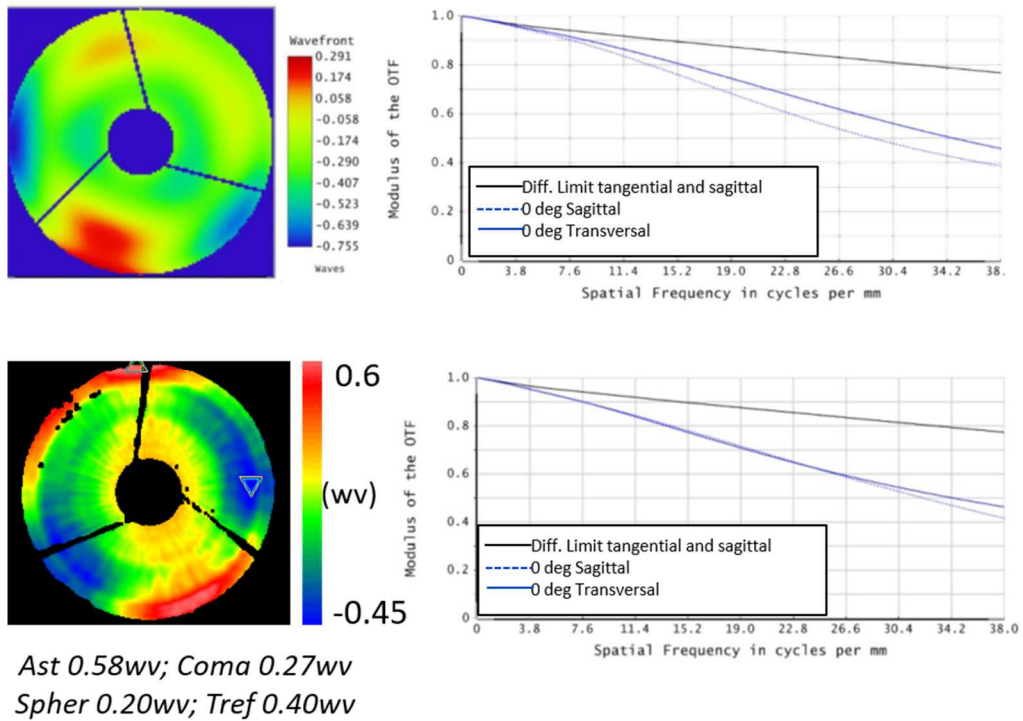 Wavefront
0.291
0.174
0.058
-0.058
-0.174
-0.290
-0.407
-0.523
-0.639
-0.755
Waves
Modulus of the OTF
1.0
0.8
0.6
0.4
0.2
0
Diff. Limit tangential and sagittal
0 deg Sagittal
0 deg Transversal
0 3.8 7.6 11.4 15.2 19.0 22.8 26.6 30.4 34.2 38.
Spatial Frequency in cycles per mm
0.6
(wv)
-0.45
Ast 0.58wv; Coma 0.27wv
Spher 0.20wv; Tref 0.40wv
Modulus of the OTF
1.0
0.8
0.6
0.4
0.2
0
Diff. Limit tangential and sagittal
0 deg Sagittal
0 deg Transversal
0 3.8 7.6 11.4 15.2 19.0 22.8 26.6 30.4 34.2 38.0
Spatial Frequency in cycles per mm